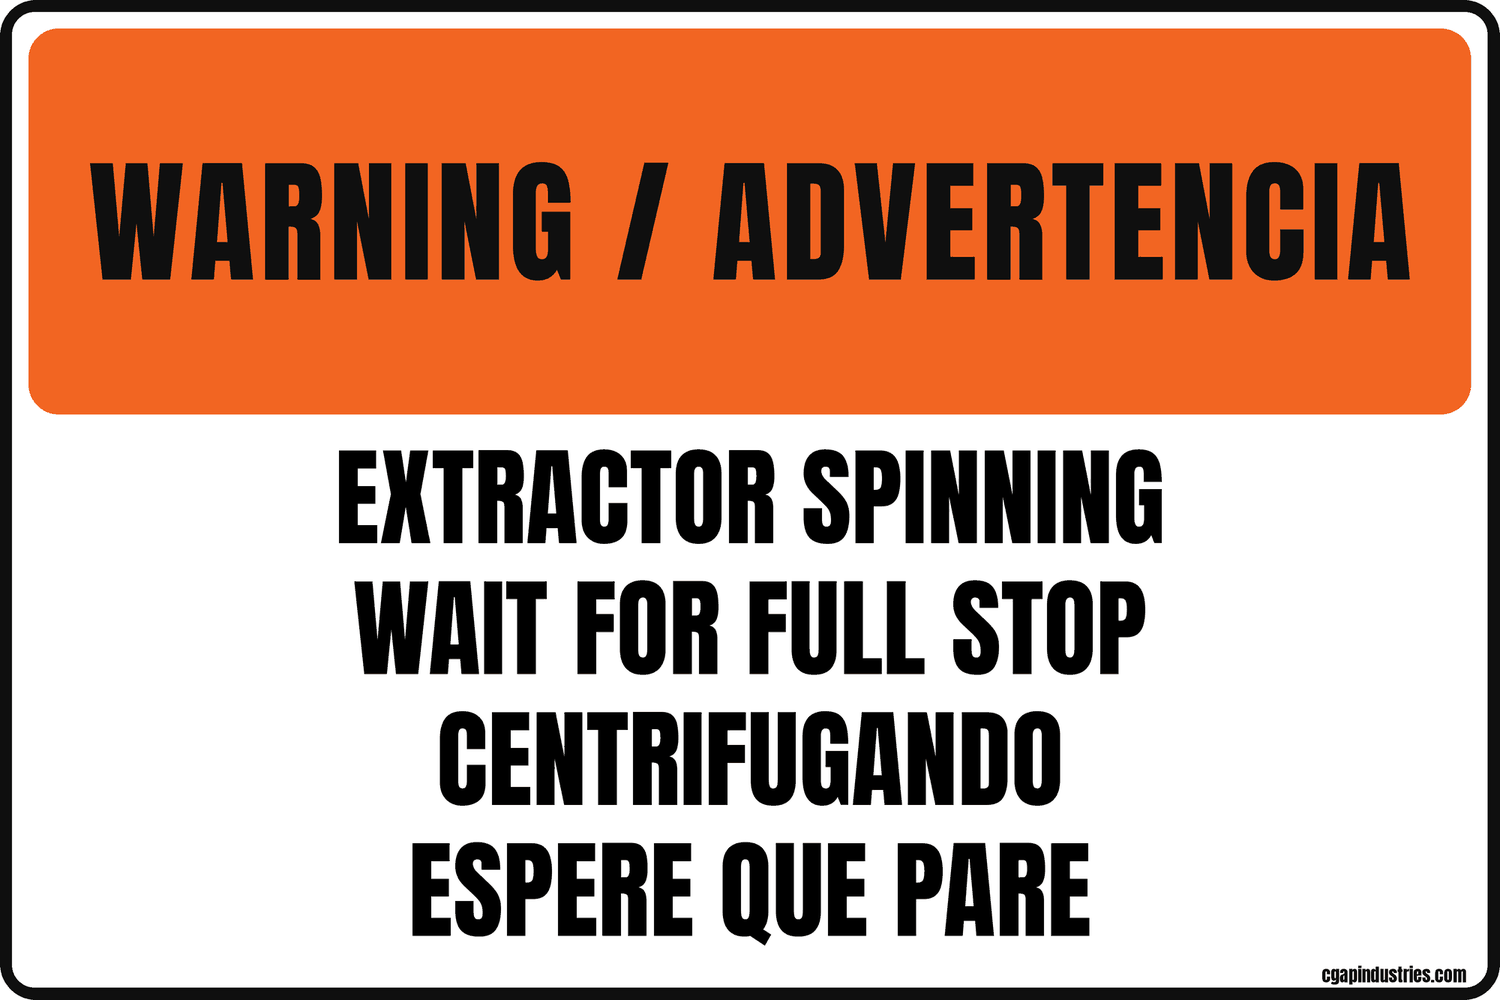 WARNING / ADVERTENCIA
EXTRACTOR SPINNING
WAIT FOR FULL STOP
CENTRIFUGANDO
ESPERE QUE PARE
cgapindustries.com